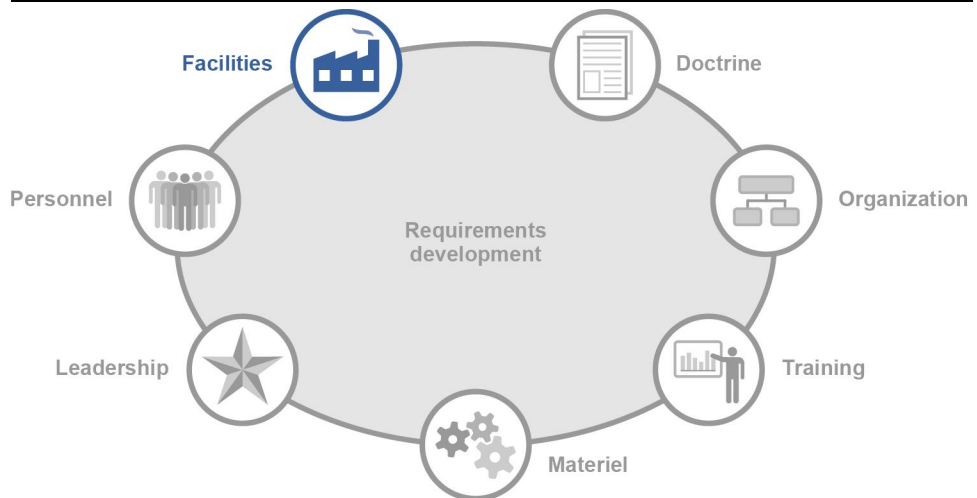 Facilities
Doctrine
Personnel
Organization
Requirements
development
Leadership
Training
Materiel